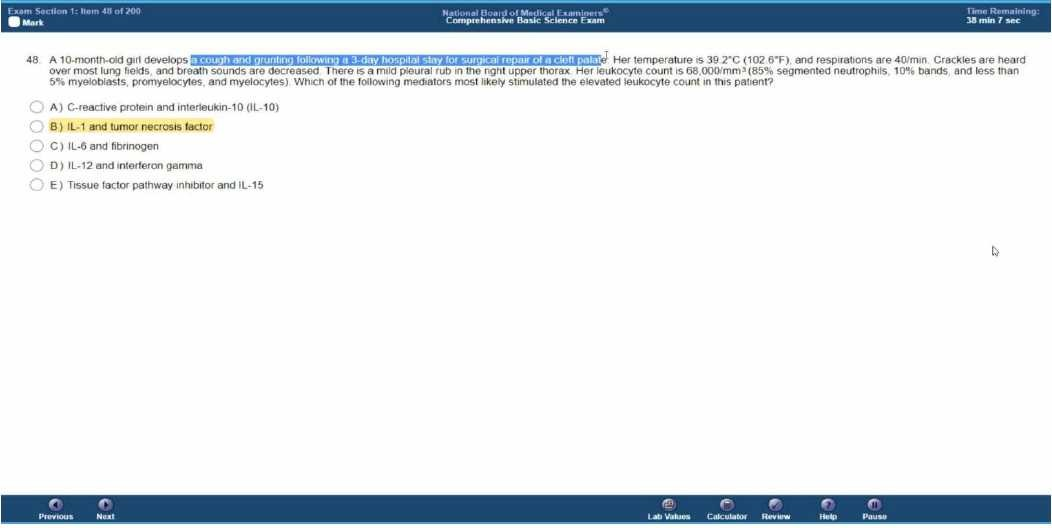 Exam Section 1: Item 48 of 200
Mark
National Board of Medical Examiners®
Comprehensive Basic Science Exam
Time Remaining:
38 min 7 sec
48. A 10-month-old girl develops a cough and grunting following a 3-day hospital stay for surgical repair of a cleft palate. Her temperature is 39.2°C (102.6°F), and respirations are 40/min. Crackles are heard
over most lung fields, and breath sounds are decreased. There is a mild pleural rub in the right upper thorax. Her leukocyte count is 68,000/mm³ (85% segmented neutrophils, 10% bands, and less than
5% myeloblasts, promyelocytes, and myelocytes). Which of the following mediators most likely stimulated the elevated leukocyte count in this patient?
A) C-reactive protein and interleukin-10 (IL-10)
B) IL-1 and tumor necrosis factor
C) IL-6 and fibrinogen
D) IL-12 and interferon gamma
E) Tissue factor pathway inhibitor and IL-15
Previous
Next
Lab Values
Calculator
Review
Help
Pause